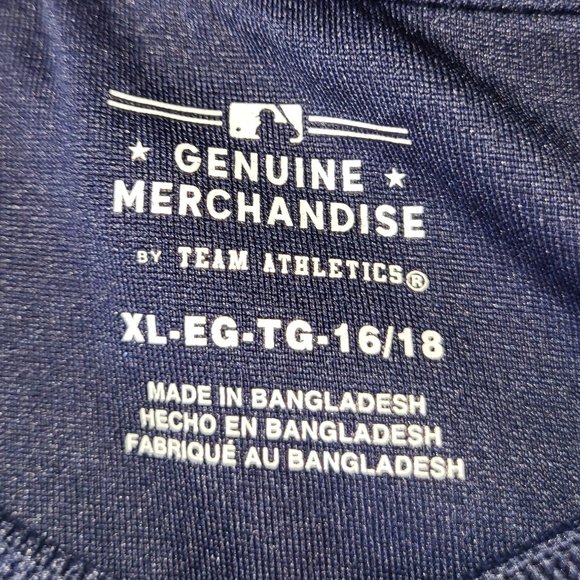 GENUINE
MERCHANDISE
BY TEAM ATHLETICS®
XL-EG-TG-16/18
MADE IN BANGLADESH
HECHO EN BANGLADESH
FABRIQUÉ AU BANGLADESH